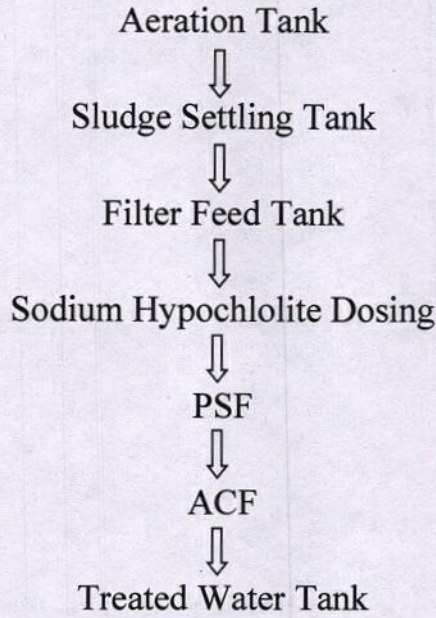 Aeration Tank
Sludge Settling Tank
Filter Feed Tank
Sodium Hypochlolite Dosing
PSF
ACF
Treated Water Tank